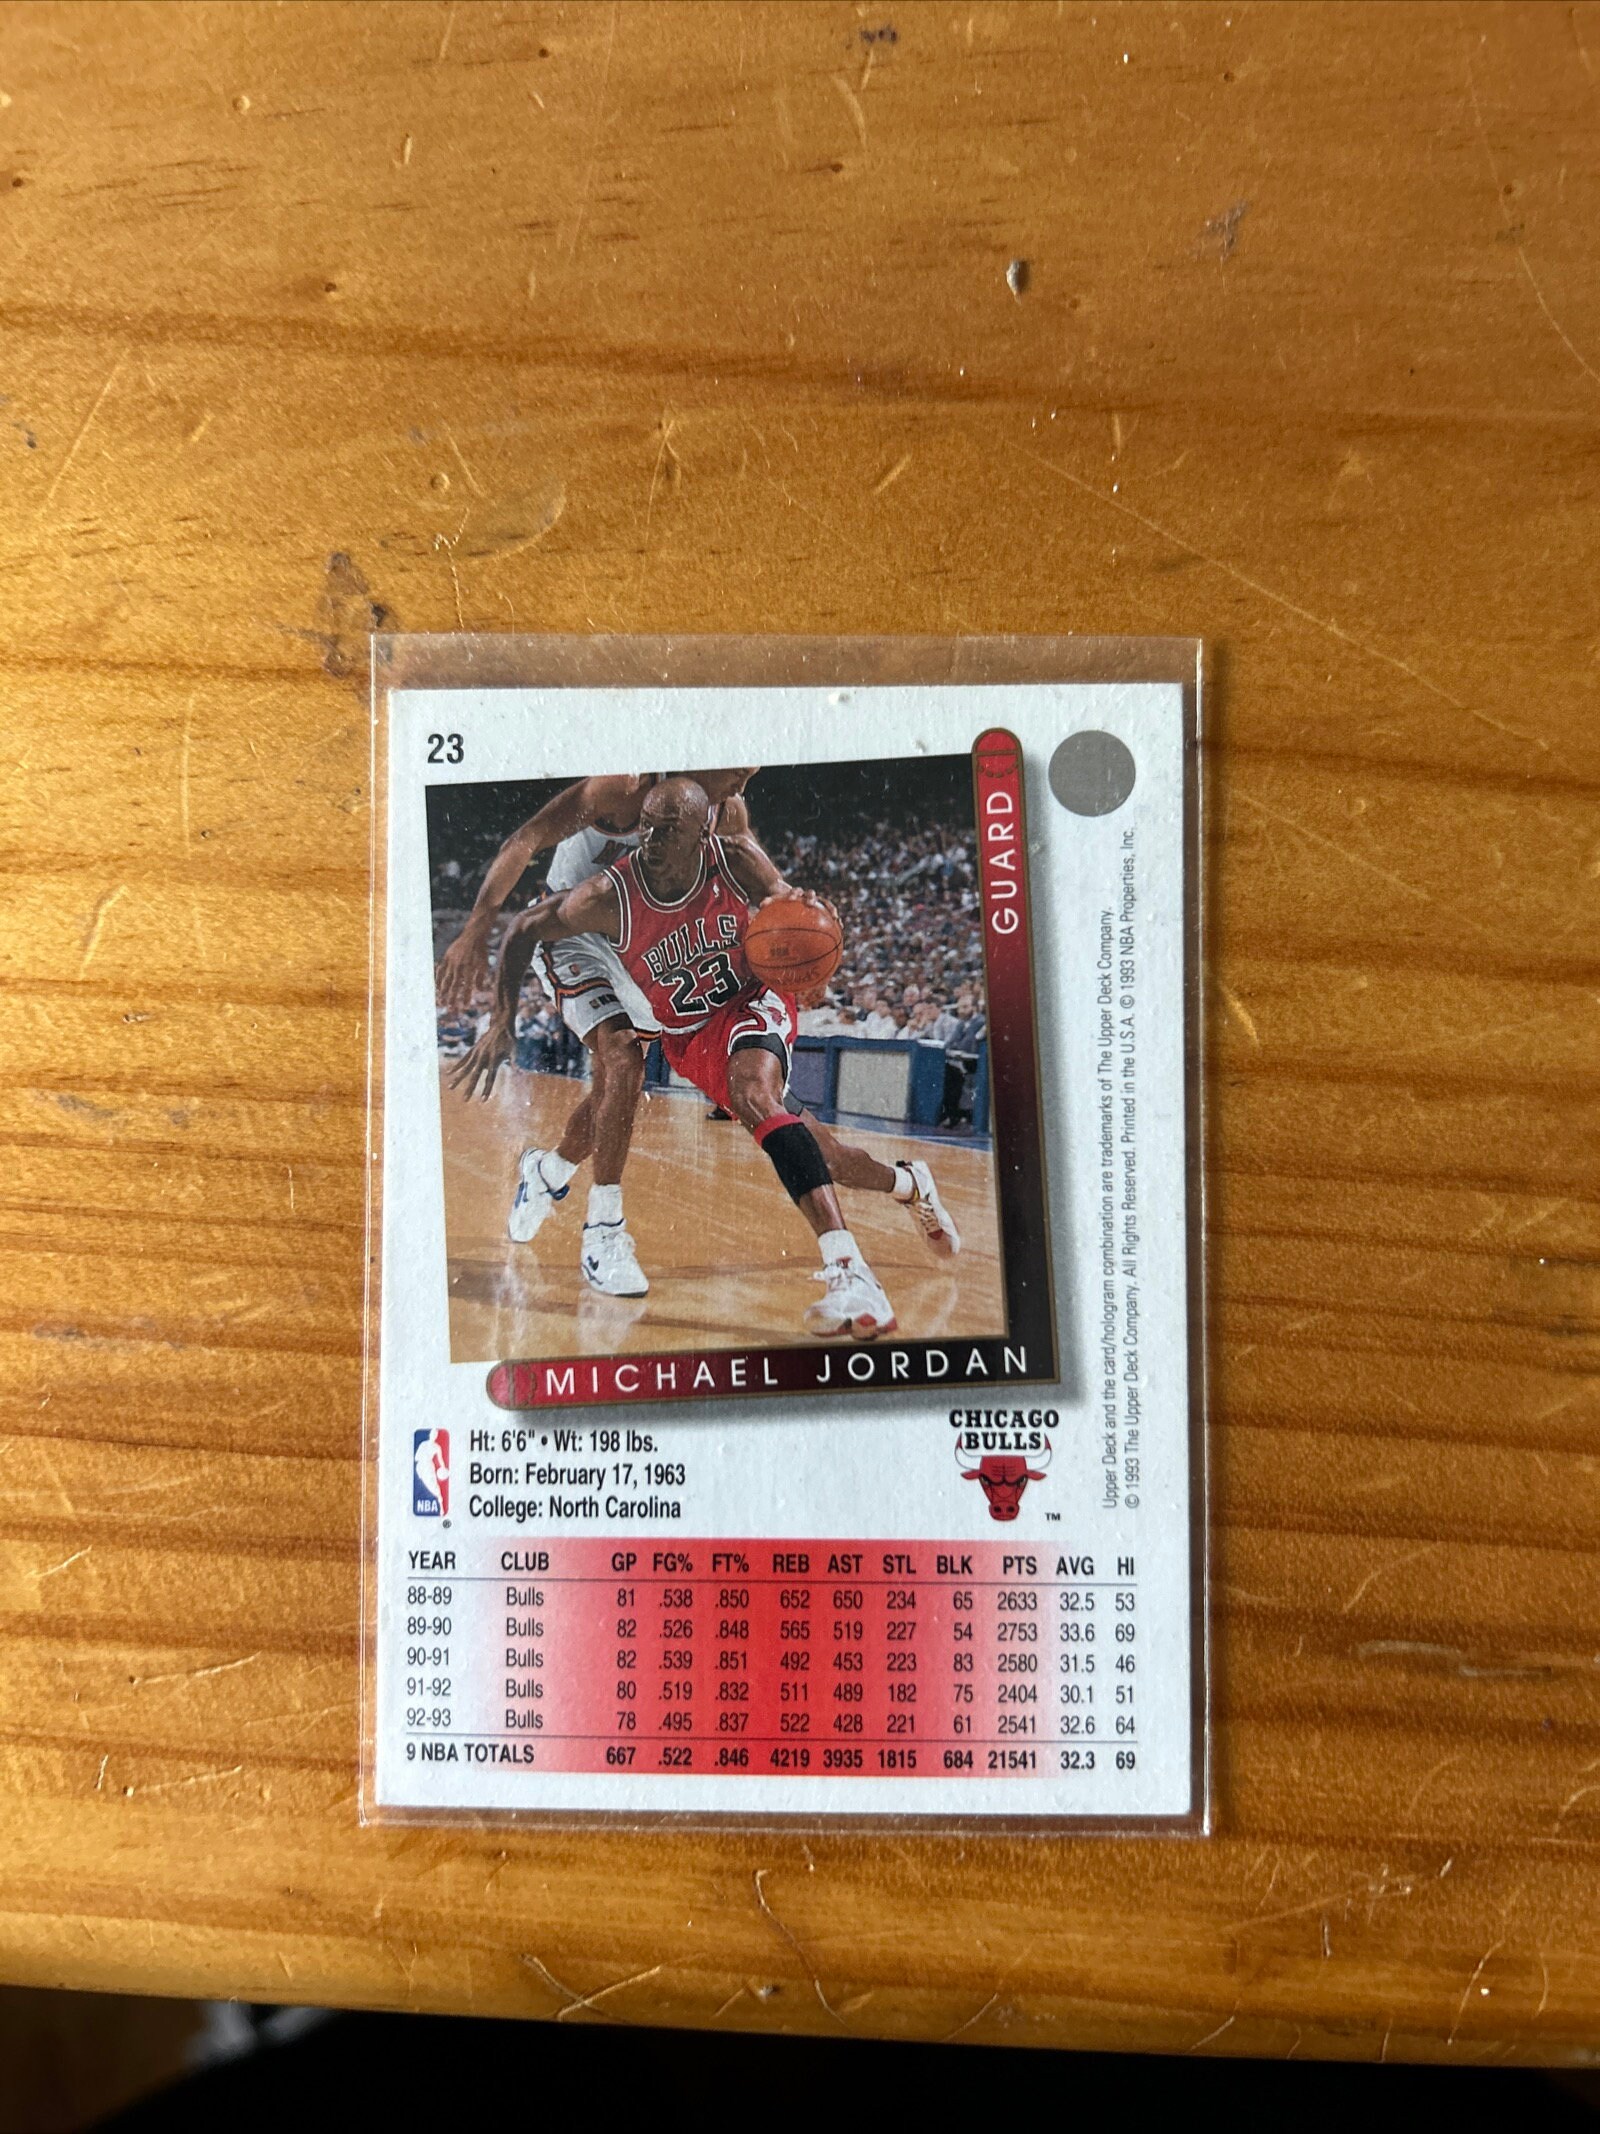 23
GUARD
BULLS
23
MICHAEL JORDAN
Upper Deck and the card/hologram combination are trademarks of The Upper Deck Company.
© 1993 The Upper Deck Company. All Rights Reserved. Printed in the U.S.A. © 1993 NBA Properties, Inc.
NBA
®
Ht: 6'6" • Wt: 198 lbs.
Born: February 17, 1963
College: North Carolina
CHICAGO
BULLS
™
YEAR CLUB GP FG% FT% REB AST STL BLK PTS AVG HI
88-89 Bulls 81 .538 .850 652 650 234 65 2633 32.5 53
89-90 Bulls 82 .526 .848 565 519 227 54 2753 33.6 69
90-91 Bulls 82 .539 .851 492 453 223 83 2580 31.5 46
91-92 Bulls 80 .519 .832 511 489 182 75 2404 30.1 51
92-93 Bulls 78 .495 .837 522 428 221 61 2541 32.6 64
9 NBA TOTALS 667 .522 .846 4219 3935 1815 684 21541 32.3 69